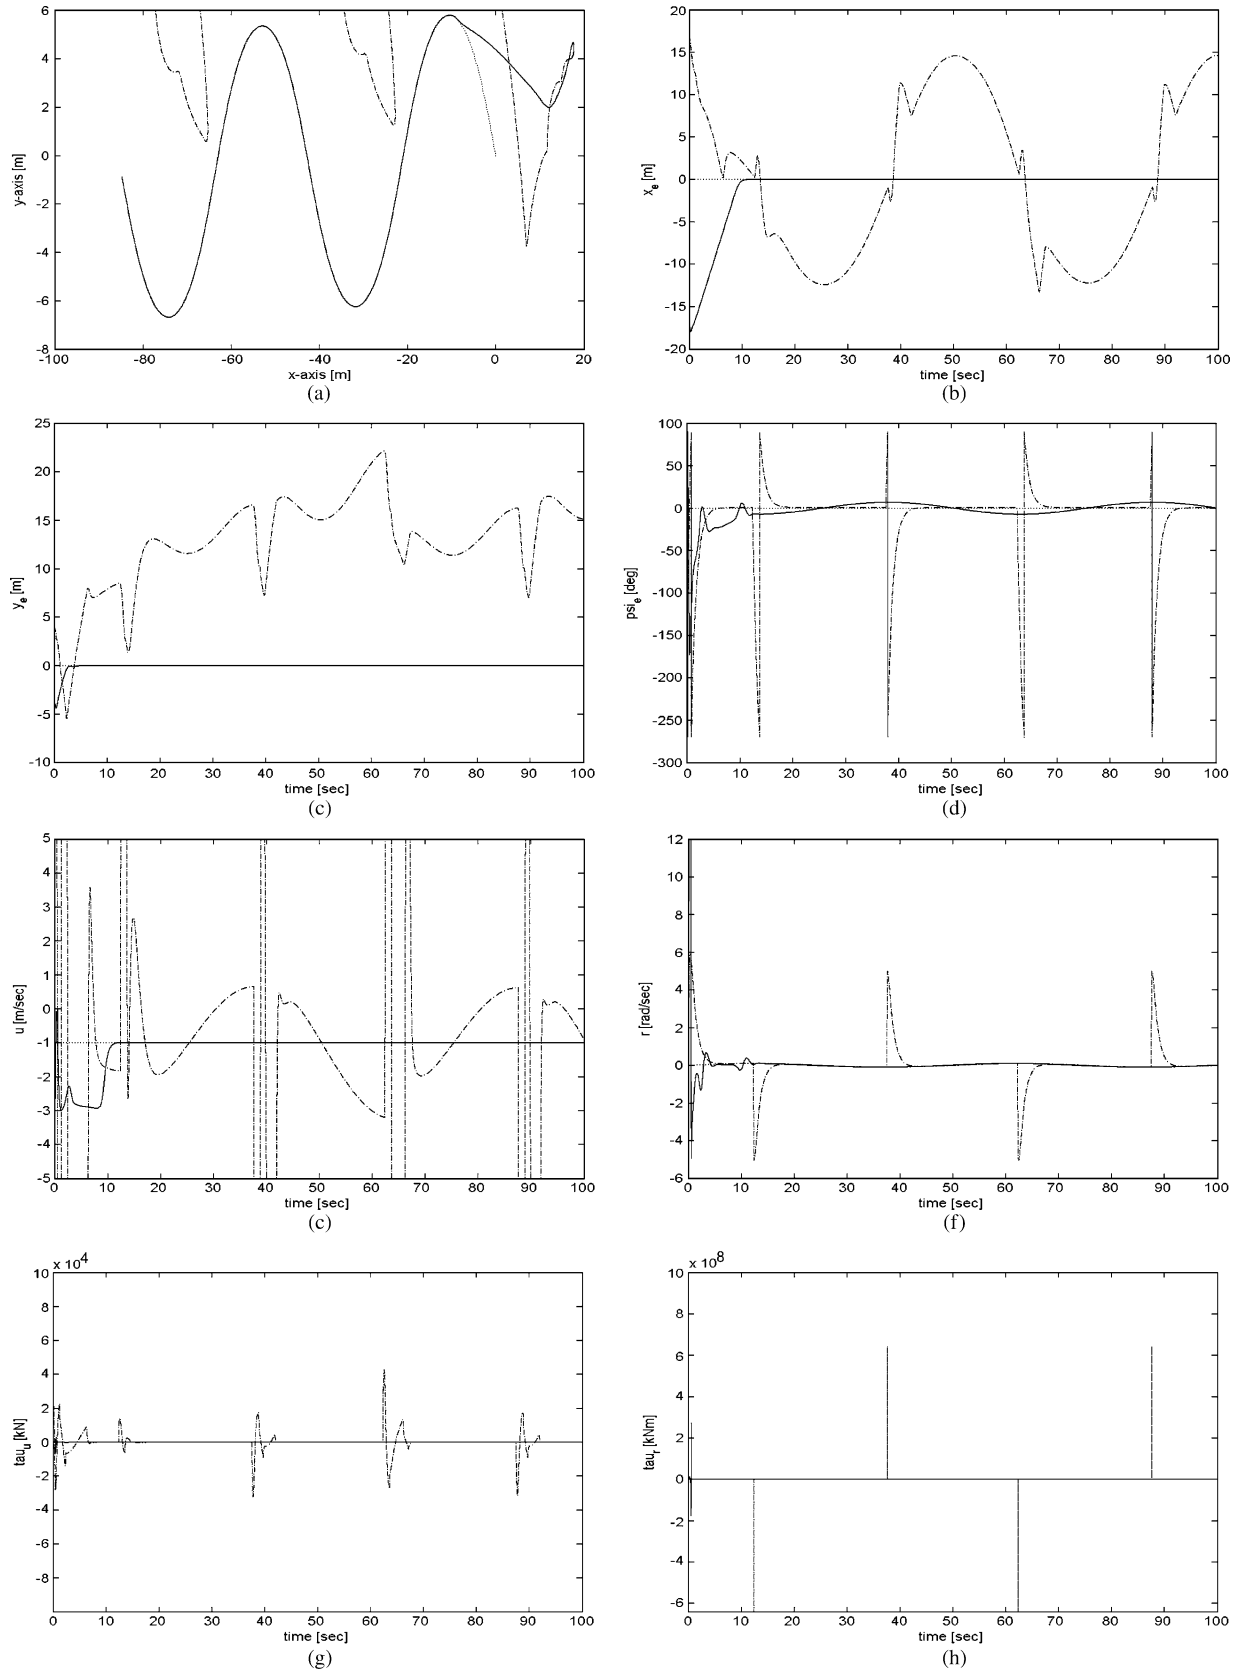 6
4
2
0
-2
-4
-6
-8
y-axis [m]
-100 -80 -60 -40 -20 0 20
x-axis [m]
(a)
20
15
10
5
0
-5
-10
-15
-20
x_e [m]
0 10 20 30 40 50 60 70 80 90 100
time [sec]
(b)
25
20
15
10
5
0
-5
-10
y_e [m]
0 10 20 30 40 50 60 70 80 90 100
time [sec]
(c)
100
50
0
-50
-100
-150
-200
-250
-300
psi_e [deg]
0 10 20 30 40 50 60 70 80 90 100
time [sec]
(d)
5
4
3
2
1
0
-1
-2
-3
-4
-5
u [m/sec]
0 10 20 30 40 50 60 70 80 90 100
time [sec]
(c)
12
10
8
6
4
2
0
-2
-4
-6
r [rad/sec]
0 10 20 30 40 50 60 70 80 90 100
time [sec]
(f)
x 10^4
10
8
6
4
2
0
-2
-4
-6
-8
tau_u [kN]
0 10 20 30 40 50 60 70 80 90 100
time [sec]
(g)
x 10^8
10
8
6
4
2
0
-2
-4
-6
tau_r [kNm]
0 10 20 30 40 50 60 70 80 90 100
time [sec]
(h)